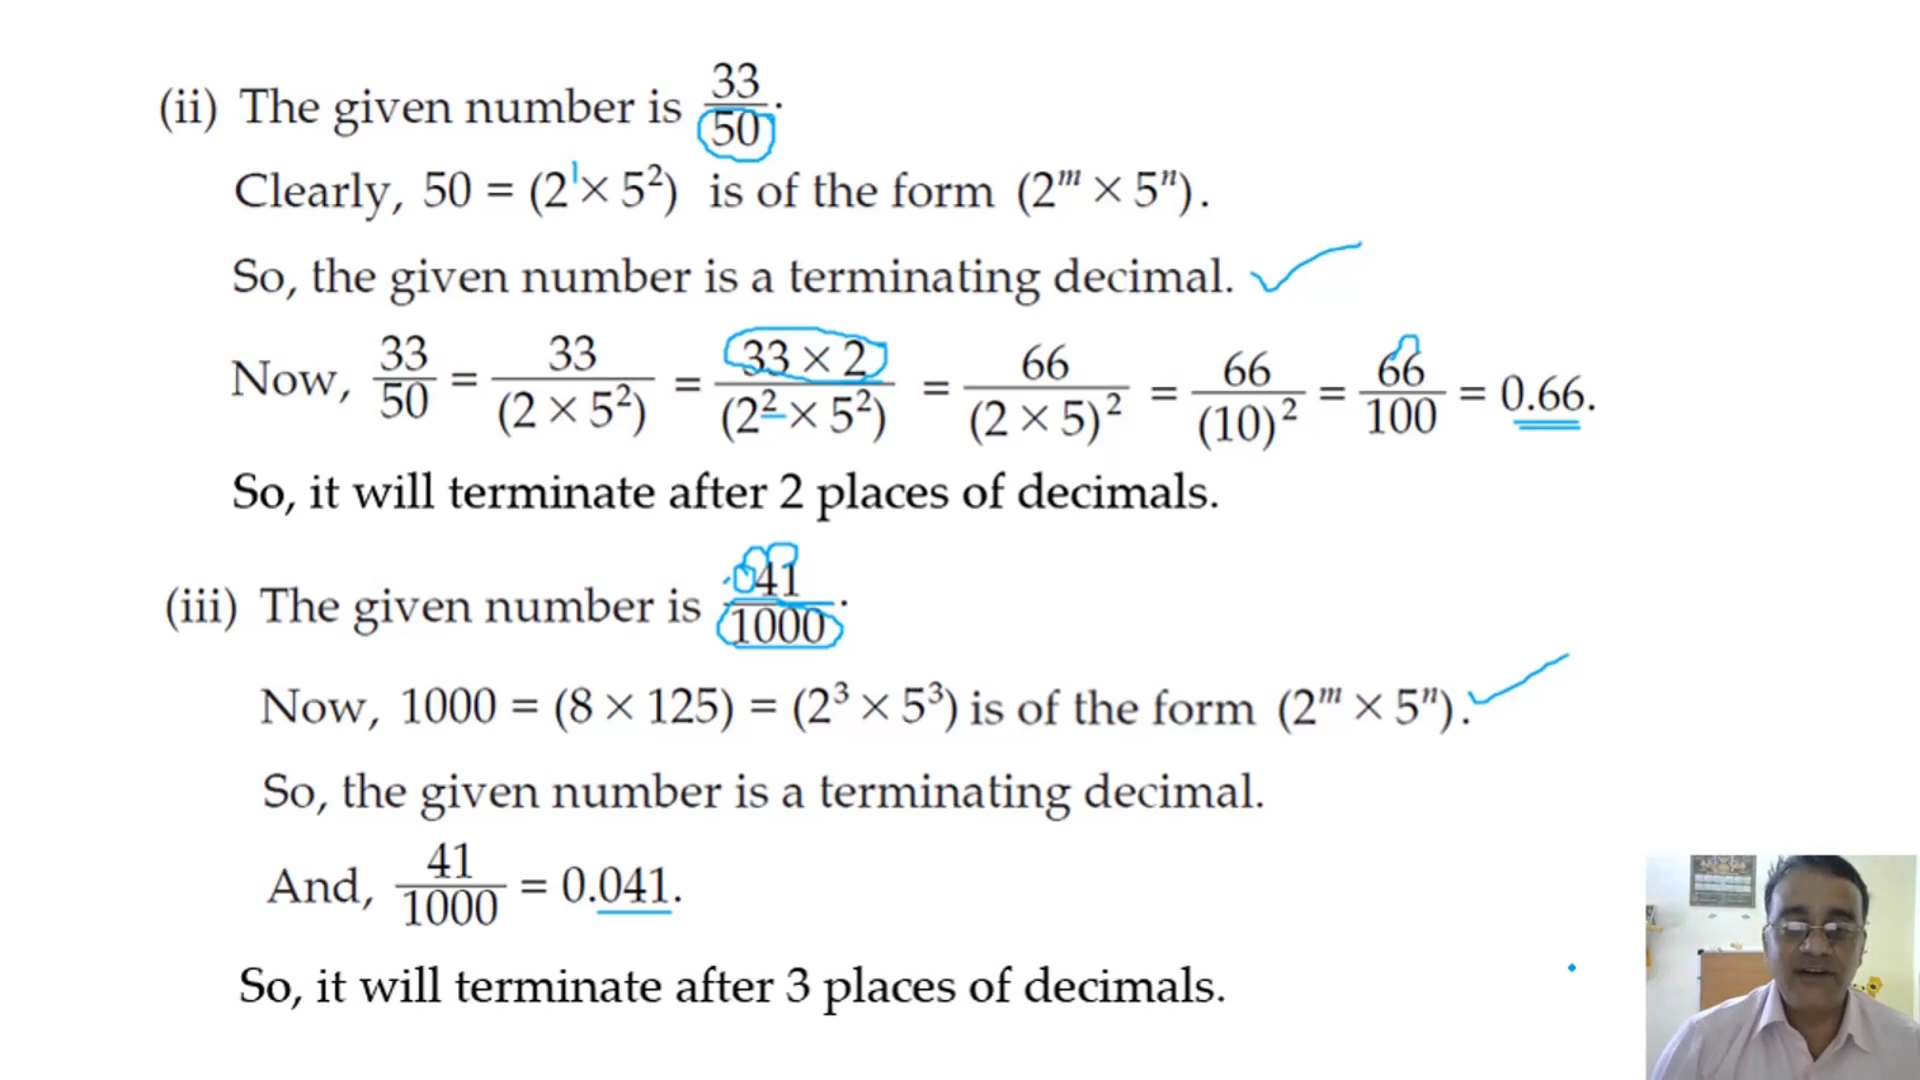 (ii) The given number is 33/50.
Clearly, 50 = (2¹ × 5²) is of the form (2ᵐ × 5ⁿ).
So, the given number is a terminating decimal.
Now, 33/50 = 33/(2 × 5²) = 33 × 2/(2² × 5²) = 66/(2 × 5)² = 66/(10)² = 66/100 = 0.66.
So, it will terminate after 2 places of decimals.
(iii) The given number is .041/1000.
Now, 1000 = (8 × 125) = (2³ × 5³) is of the form (2ᵐ × 5ⁿ).
So, the given number is a terminating decimal.
And, 41/1000 = 0.041.
So, it will terminate after 3 places of decimals.